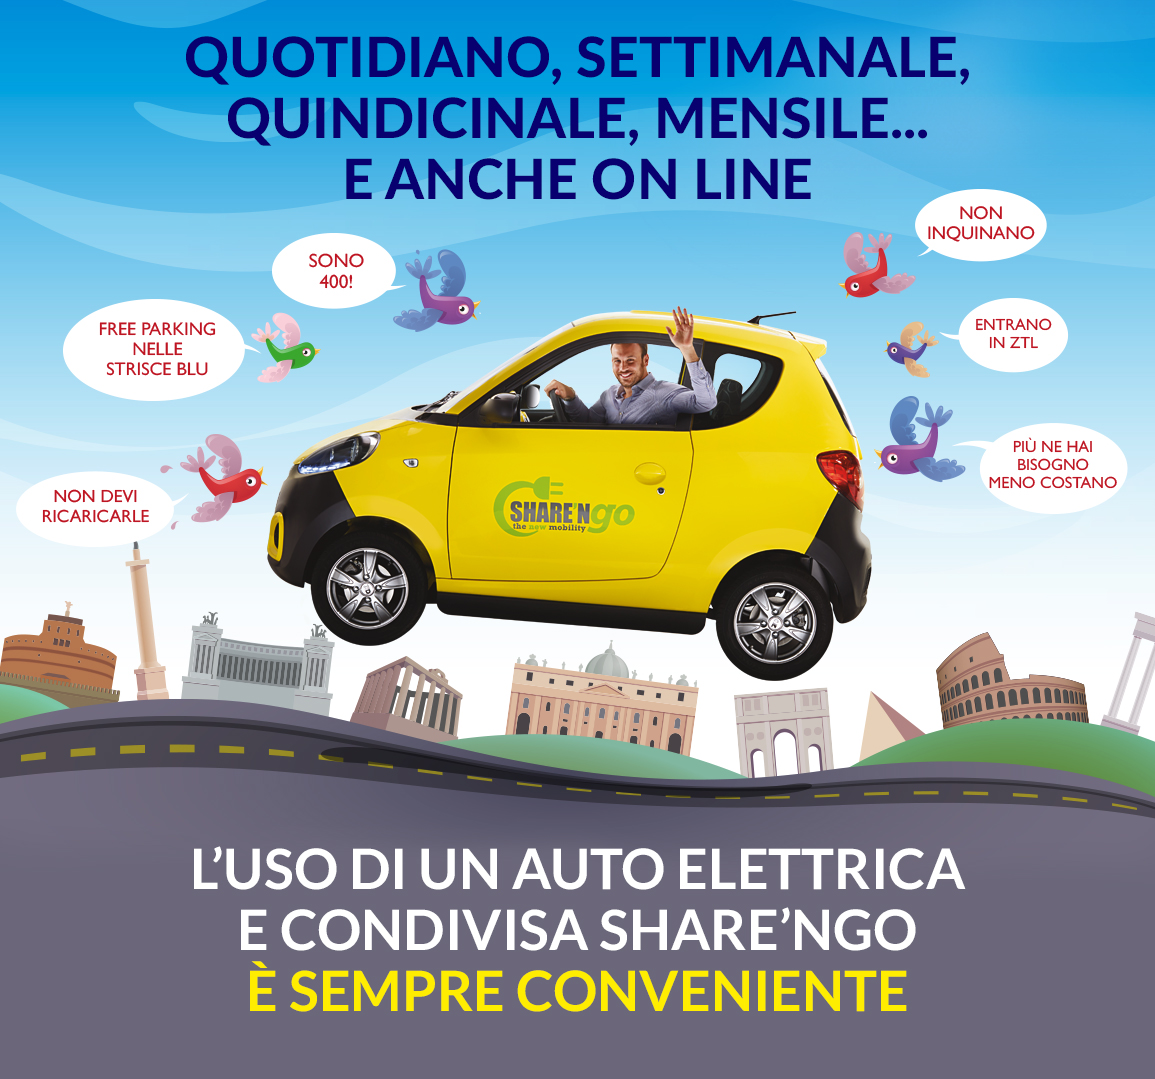 QUOTIDIANO, SETTIMANALE,
QUINDICINALE, MENSILE...
E ANCHE ON LINE
NON
INQUINANO
SONO
400!
FREE PARKING
NELLE
STRISCE BLU
ENTRANO
IN ZTL
PIÙ NE HAI
BISOGNO
MENO COSTANO
NON DEVI
RICARICARLE
SHARE'NGO
the new mobility
L'USO DI UN AUTO ELETTRICA
E CONDIVISA SHARE'NGO
È SEMPRE CONVENIENTE